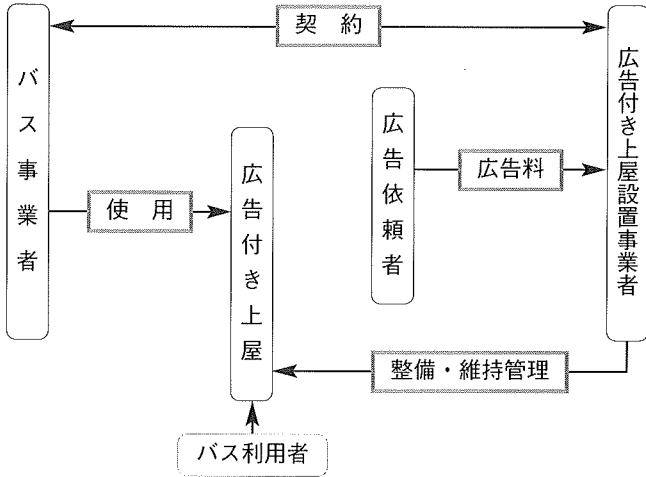 契　約
バス事業者
広告付き上屋設置事業者
広告依頼者
広告料
使　用
広告付き上屋
整備・維持管理
バス利用者